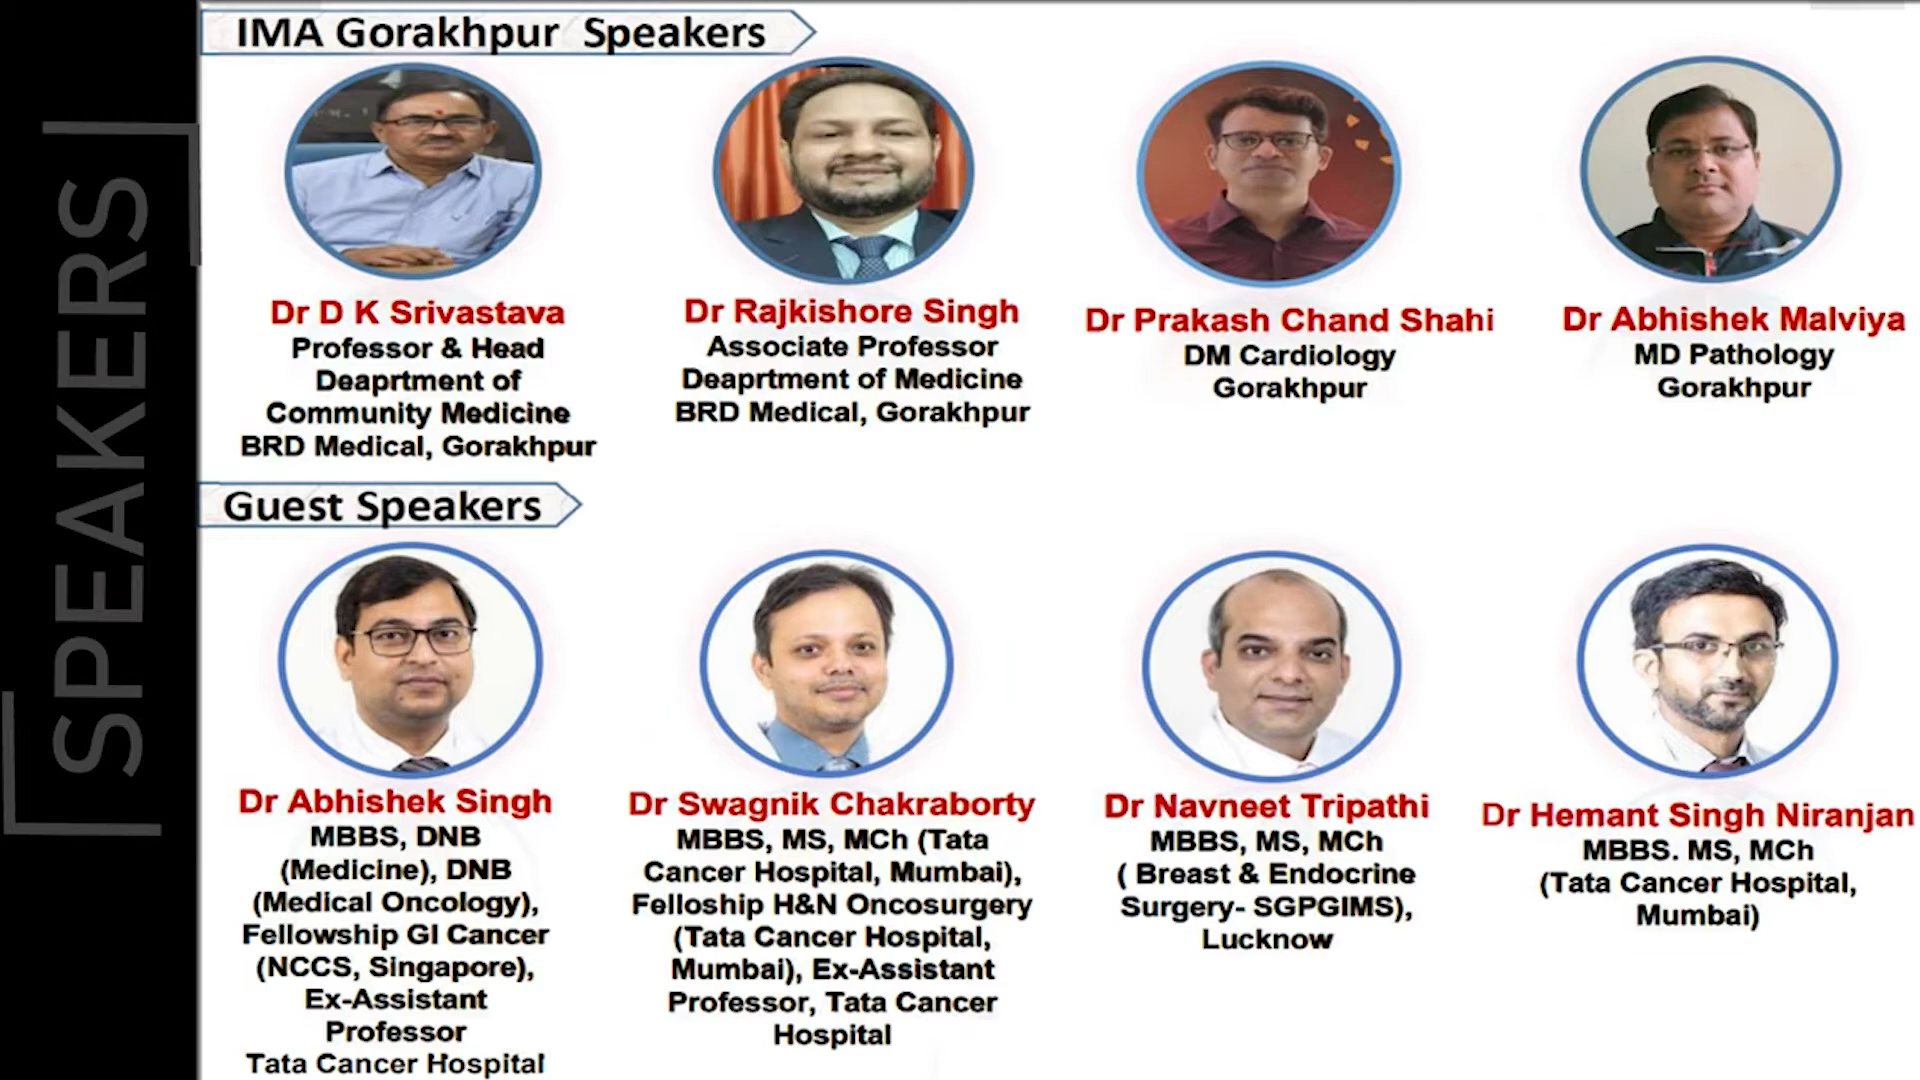 SPEAKERS
IMA Gorakhpur Speakers
Dr D K Srivastava
Professor & Head
Deaprtment of
Community Medicine
BRD Medical, Gorakhpur
Dr Rajkishore Singh
Associate Professor
Deaprtment of Medicine
BRD Medical, Gorakhpur
Dr Prakash Chand Shahi
DM Cardiology
Gorakhpur
Dr Abhishek Malviya
MD Pathology
Gorakhpur
Guest Speakers
Dr Abhishek Singh
MBBS, DNB
(Medicine), DNB
(Medical Oncology),
Fellowship GI Cancer
(NCCS, Singapore),
Ex-Assistant
Professor
Tata Cancer Hospital
Dr Swagnik Chakraborty
MBBS, MS, MCh (Tata
Cancer Hospital, Mumbai),
Felloship H&N Oncosurgery
(Tata Cancer Hospital,
Mumbai), Ex-Assistant
Professor, Tata Cancer
Hospital
Dr Navneet Tripathi
MBBS, MS, MCh
( Breast & Endocrine
Surgery- SGPGIMS),
Lucknow
Dr Hemant Singh Niranjan
MBBS. MS, MCh
(Tata Cancer Hospital,
Mumbai)